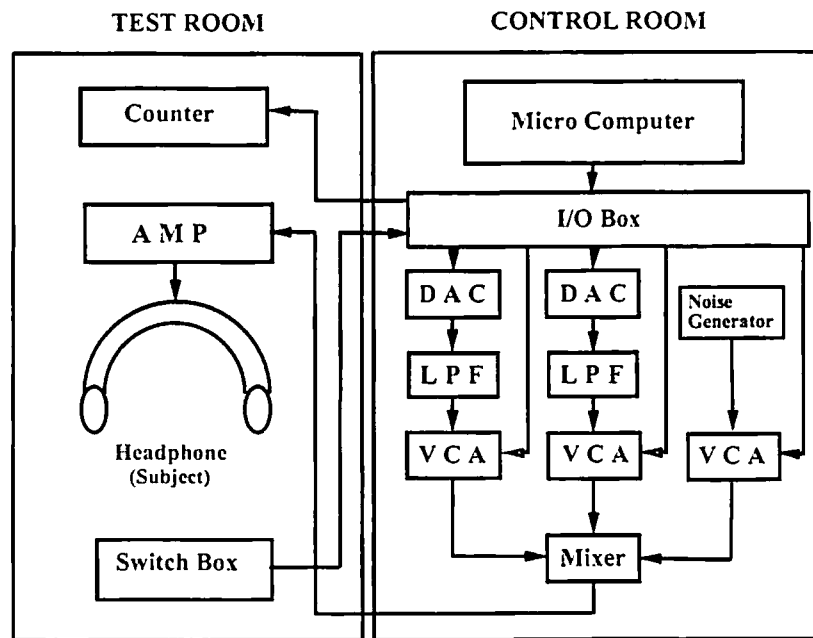 TEST ROOM
CONTROL ROOM
Counter
A M P
Headphone
(Subject)
Switch Box
Micro Computer
I/O Box
D A C
D A C
Noise
Generator
L P F
L P F
V C A
V C A
V C A
Mixer